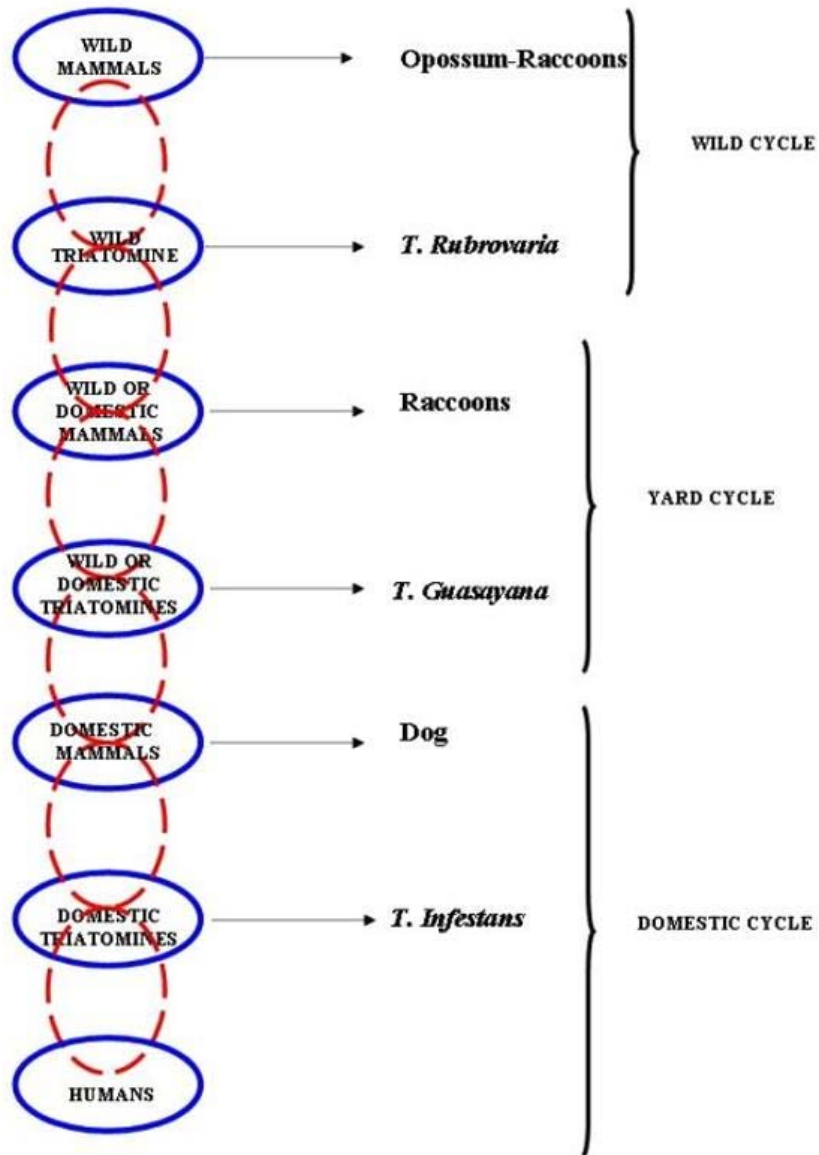 WILD
MAMMALS
Opossum-Raccoons
WILD CYCLE
WILD
TRIATOMINE
T. Rubrovaria
WILD OR
DOMESTIC
MAMMALS
Raccoons
YARD CYCLE
WILD OR
DOMESTIC
TRIATOMINES
T. Guasayana
DOMESTIC
MAMMALS
Dog
DOMESTIC
TRIATOMINES
T. Infestans
DOMESTIC CYCLE
HUMANS